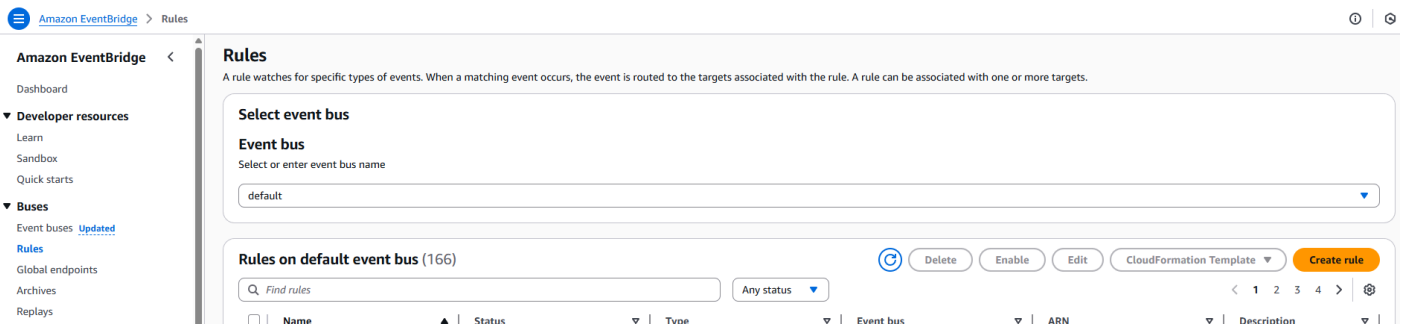 Amazon EventBridge > Rules
Amazon EventBridge
Dashboard
Developer resources
Learn
Sandbox
Quick starts
Buses
Event buses Updated
Rules
Global endpoints
Archives
Replays
Rules
A rule watches for specific types of events. When a matching event occurs, the event is routed to the targets associated with the rule. A rule can be associated with one or more targets.
Select event bus
Event bus
Select or enter event bus name
default
Rules on default event bus (166)
Delete
Enable
Edit
CloudFormation Template
Create rule
Find rules
Any status
1 2 3 4
Name Status Type Event bus ARN Description